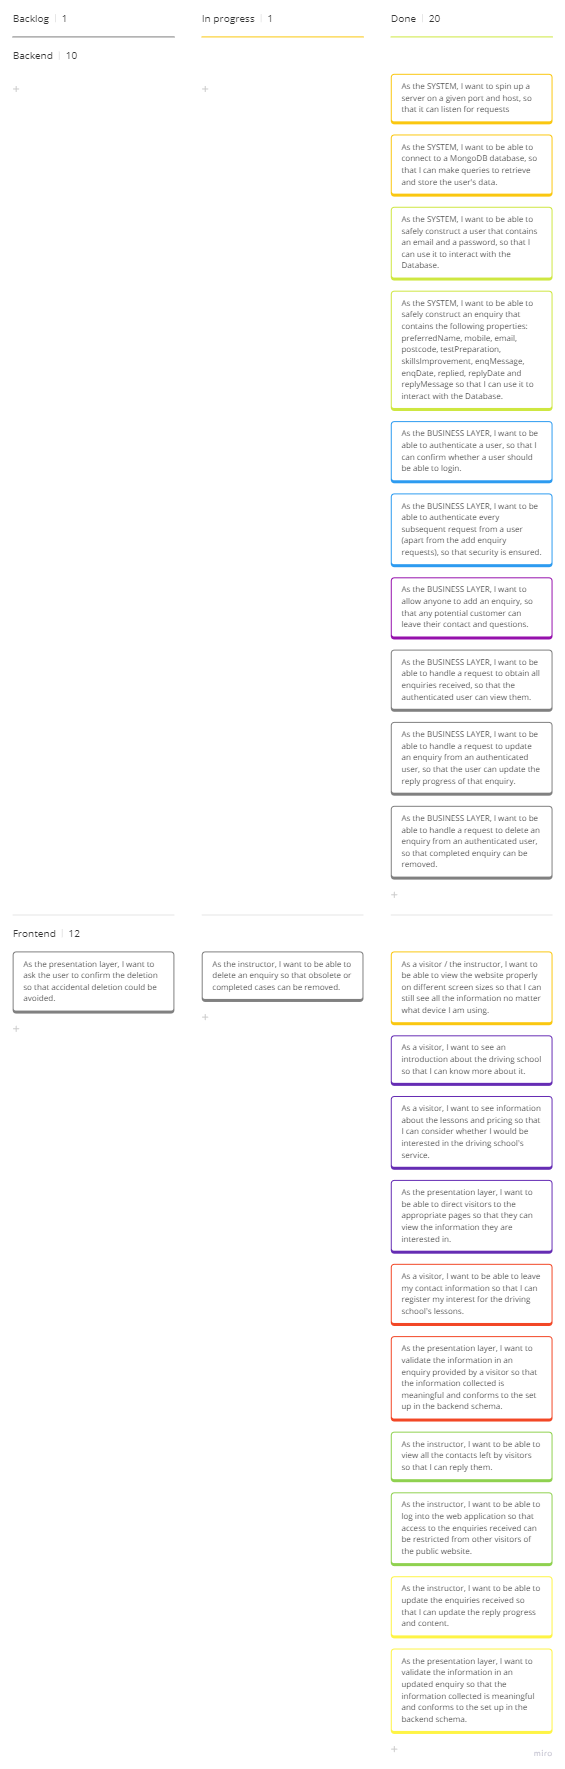 Backlog | 1
In progress | 1
Done | 20
Backend | 10
+
+
As the SYSTEM, I want to spin up a
server on a given port and host, so
that it can listen for requests
As the SYSTEM, I want to be able to
connect to a MongoDB database, so
that I can make queries to retrieve
and store the user's data.
As the SYSTEM, I want to be able to
safely construct a user that contains
an email and a password, so that I
can use it to interact with the
Database.
As the SYSTEM, I want to be able to
safely construct an enquiry that
contains the following properties:
preferredName, mobile, email,
postcode, testPreparation,
skillsImprovement, enqMessage,
enqDate, replied, replyDate and
replyMessage so that I can use it to
interact with the Database.
As the BUSINESS LAYER, I want to be
able to authenticate a user, so that I
can confirm whether a user should
be able to login.
As the BUSINESS LAYER, I want to be
able to authenticate every
subsequent request from a user
(apart from the add enquiry
requests), so that security is ensured.
As the BUSINESS LAYER, I want to
allow anyone to add an enquiry, so
that any potential customer can
leave their contact and questions.
As the BUSINESS LAYER, I want to be
able to handle a request to obtain all
enquiries received, so that the
authenticated user can view them.
As the BUSINESS LAYER, I want to be
able to handle a request to update
an enquiry from an authenticated
user, so that the user can update the
reply progress of that enquiry.
As the BUSINESS LAYER, I want to be
able to handle a request to delete an
enquiry from an authenticated user,
so that completed enquiry can be
removed.
+
Frontend | 12
As the presentation layer, I want to
ask the user to confirm the deletion
so that accidental deletion could be
avoided.
+
As the instructor, I want to be able to
delete an enquiry so that obsolete or
completed cases can be removed.
+
As a visitor / the instructor, I want to
be able to view the website properly
on different screen sizes so that I can
still see all the information no matter
what device I am using.
As a visitor, I want to see an
introduction about the driving school
so that I can know more about it.
As a visitor, I want to see information
about the lessons and pricing so that
I can consider whether I would be
interested in the driving school's
service.
As the presentation layer, I want to
be able to direct visitors to the
appropriate pages so that they can
view the information they are
interested in.
As a visitor, I want to be able to leave
my contact information so that I can
register my interest for the driving
school's lessons.
As the presentation layer, I want to
validate the information in an
enquiry provided by a visitor so that
the information collected is
meaningful and conforms to the set
up in the backend schema.
As the instructor, I want to be able to
view all the contacts left by visitors
so that I can reply them.
As the instructor, I want to be able to
log into the web application so that
access to the enquiries received can
be restricted from other visitors of
the public website.
As the instructor, I want to be able to
update the enquiries received so
that I can update the reply progress
and content.
As the presentation layer, I want to
validate the information in an
updated enquiry so that the
information collected is meaningful
and conforms to the set up in the
backend schema.
+
miro